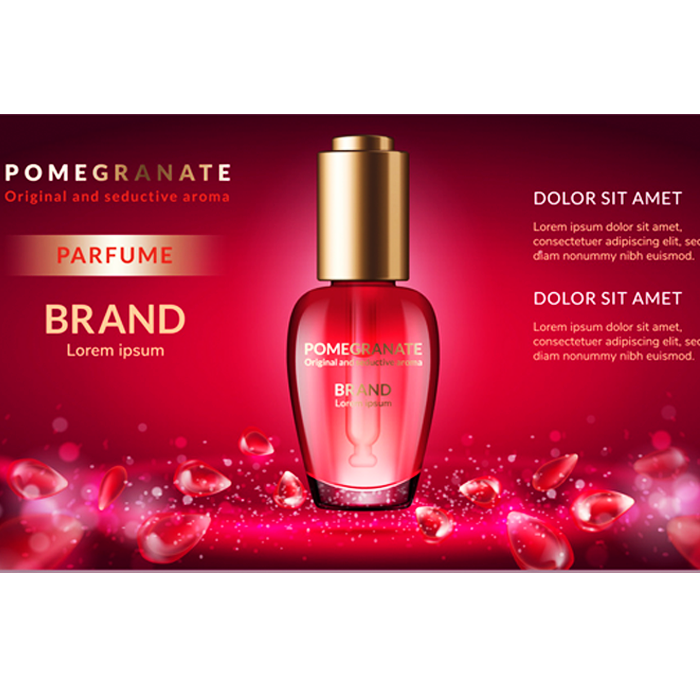 POMEGRANATE
Original and seductive aroma
PARFUME
BRAND
Lorem ipsum
POMEGRANATE
Original and seductive aroma
BRAND
Lorem ipsum
DOLOR SIT AMET
Lorem ipsum dolor sit amet,
consectetuer adipiscing elit, sed
diam nonummy nibh euismod.
DOLOR SIT AMET
Lorem ipsum dolor sit amet,
consectetuer adipiscing elit, sed
diam nonummy nibh euismod.